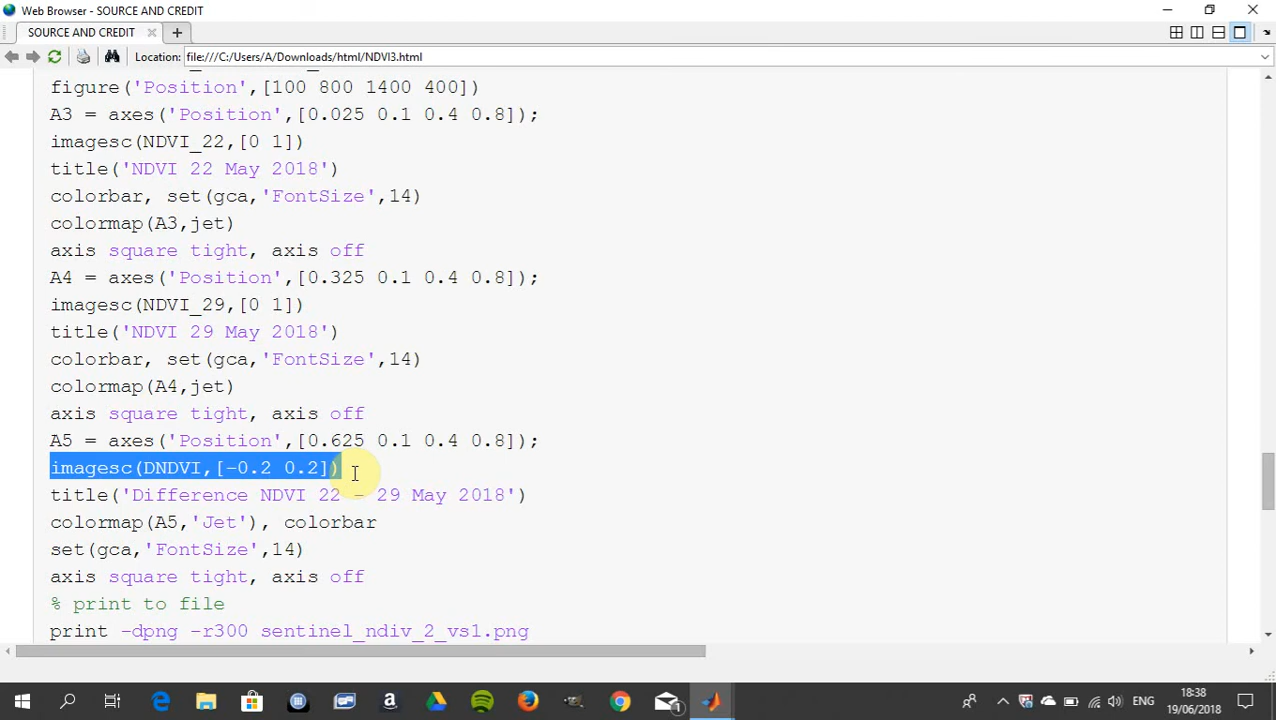 Web Browser - SOURCE AND CREDIT
SOURCE AND CREDIT
Location: file:///C:/Users/A/Downloads/html/NDVI3.html
figure('Position',[100 800 1400 400])
A3 = axes('Position',[0.025 0.1 0.4 0.8]);
imagesc(NDVI_22,[0 1])
title('NDVI 22 May 2018')
colorbar, set(gca,'FontSize',14)
colormap(A3,jet)
axis square tight, axis off
A4 = axes('Position',[0.325 0.1 0.4 0.8]);
imagesc(NDVI_29,[0 1])
title('NDVI 29 May 2018')
colorbar, set(gca,'FontSize',14)
colormap(A4,jet)
axis square tight, axis off
A5 = axes('Position',[0.625 0.1 0.4 0.8]);
imagesc(DNDVI,[-0.2 0.2])
title('Difference NDVI 22 - 29 May 2018')
colormap(A5,'Jet'), colorbar
set(gca,'FontSize',14)
axis square tight, axis off
% print to file
print -dpng -r300 sentinel_ndiv_2_vs1.png
ENG
18:38
19/06/2018